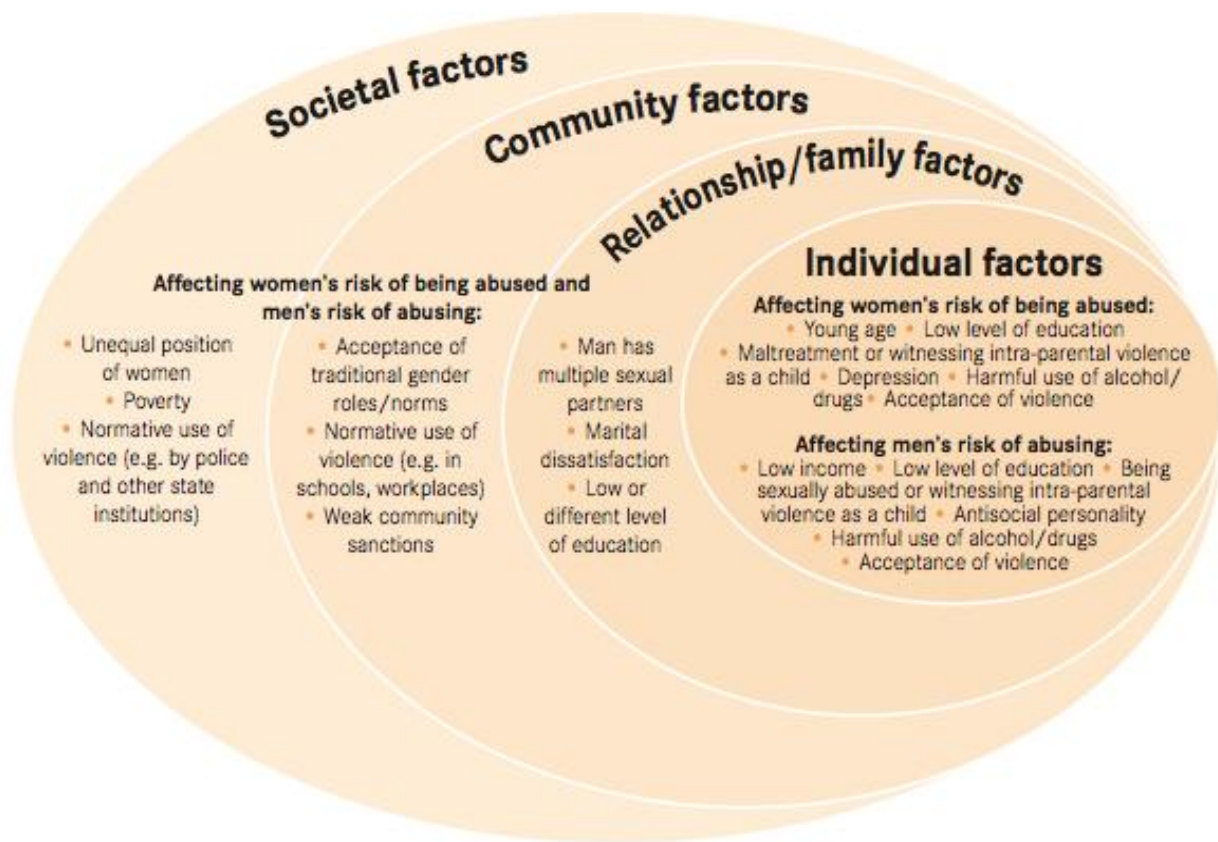 Societal factors
Community factors
Relationship/family factors
Individual factors
Affecting women's risk of being abused and
men's risk of abusing:
• Unequal position
of women
• Poverty
• Normative use of
violence (e.g. by police
and other state
institutions)
• Acceptance of
traditional gender
roles/norms
• Normative use of
violence (e.g. in
schools, workplaces)
• Weak community
sanctions
• Man has
multiple sexual
partners
• Marital
dissatisfaction
• Low or
different level
of education
Affecting women's risk of being abused:
• Young age • Low level of education
• Maltreatment or witnessing intra-parental violence
as a child • Depression • Harmful use of alcohol/
drugs • Acceptance of violence
Affecting men's risk of abusing:
• Low income • Low level of education • Being
sexually abused or witnessing intra-parental
violence as a child • Antisocial personality
• Harmful use of alcohol/drugs
• Acceptance of violence